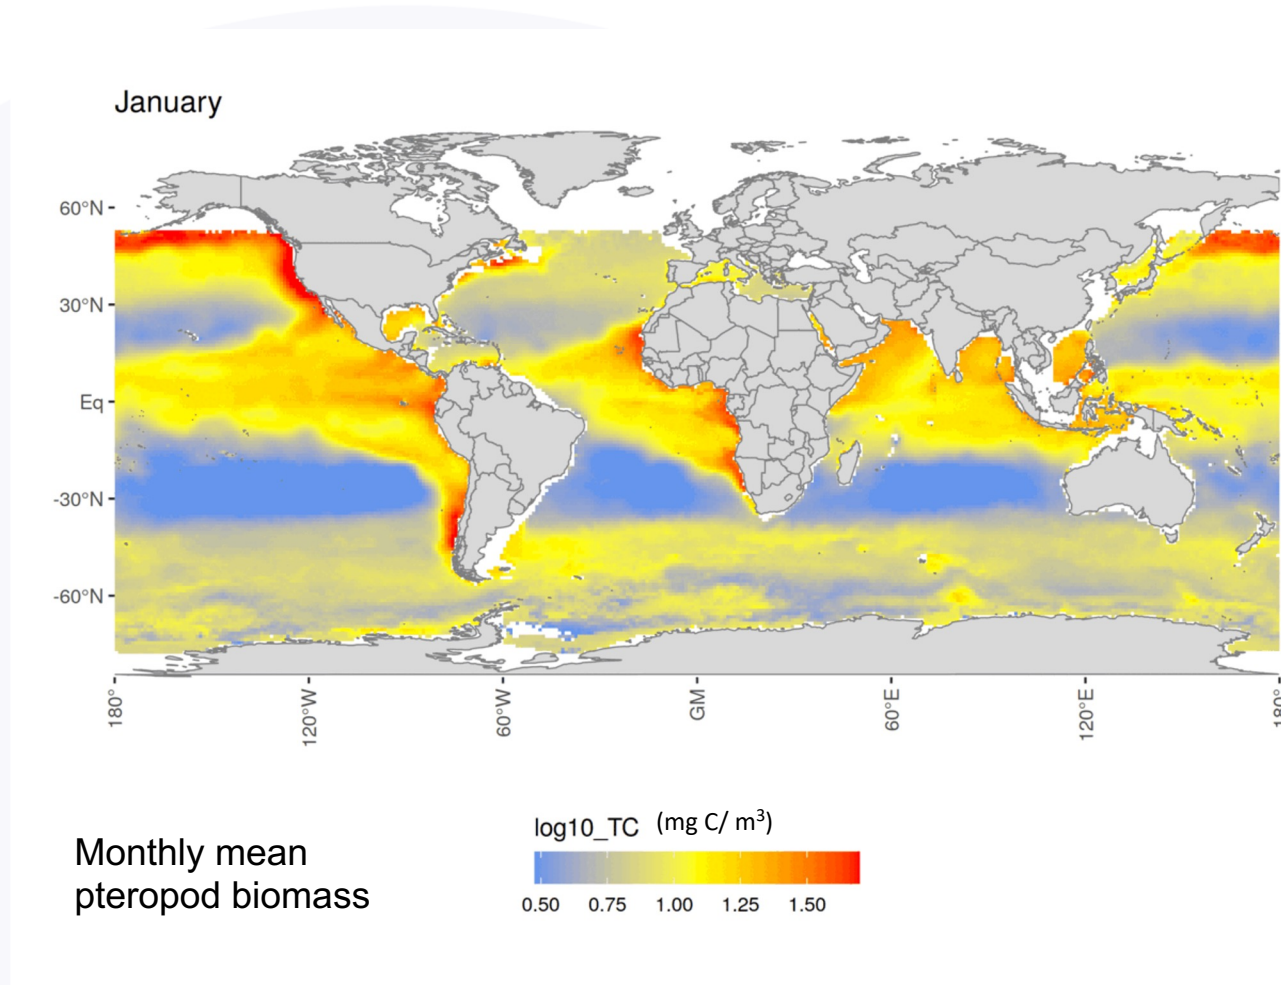 January
60°N
30°N
Eq
-30°N
-60°N
180°
120°W
60°W
GM
60°E
120°E
180°
log10_TC (mg C/ m³)
Monthly mean
pteropod biomass
0.50 0.75 1.00 1.25 1.50